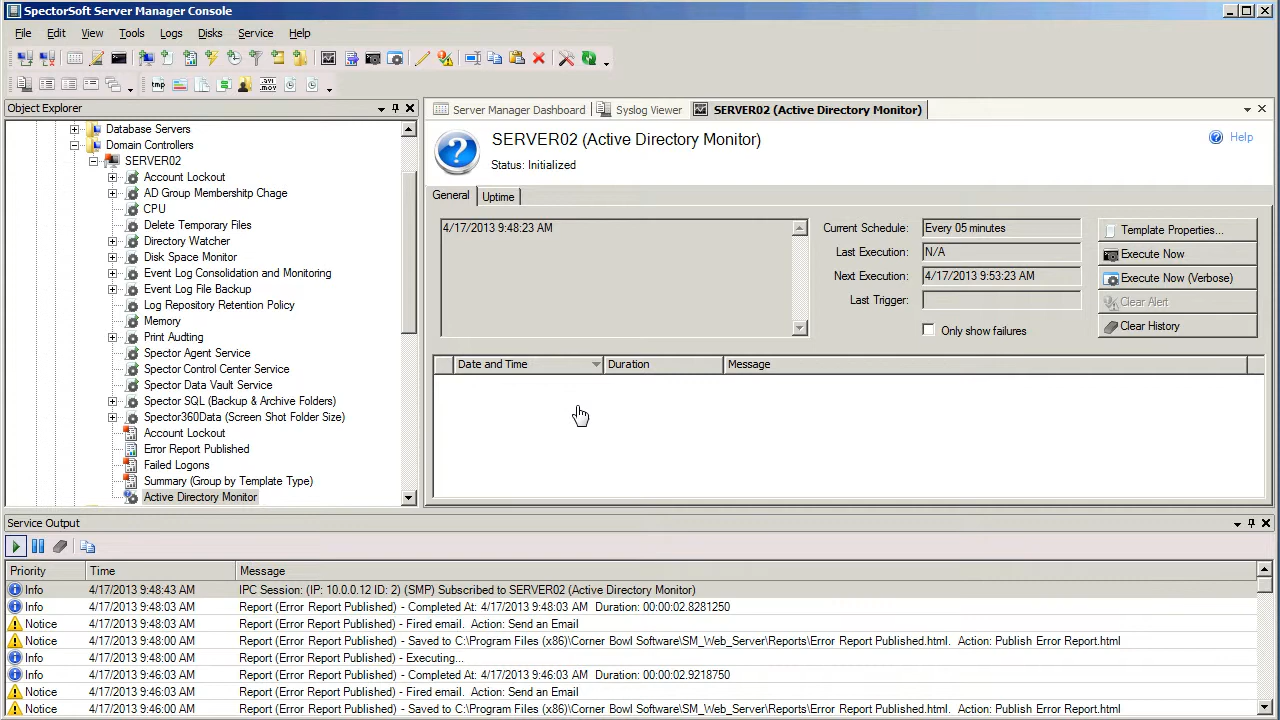 SpectorSoft Server Manager Console
File Edit View Tools Logs Disks Service Help
tmp .avi .mov
Object Explorer
Database Servers
Domain Controllers
SERVER02
Account Lockout
AD Group Membershitp Chage
CPU
Delete Temporary Files
Directory Watcher
Disk Space Monitor
Event Log Consolidation and Monitoring
Event Log File Backup
Log Repository Retention Policy
Memory
Print Audting
Spector Agent Service
Spector Control Center Service
Spector Data Vault Service
Spector SQL (Backup & Archive Folders)
Spector360Data (Screen Shot Folder Size)
Account Lockout
Error Report Published
Failed Logons
Summary (Group by Template Type)
Active Directory Monitor
Server Manager Dashboard Syslog Viewer SERVER02 (Active Directory Monitor)
SERVER02 (Active Directory Monitor)
Help
Status: Initialized
General Uptime
4/17/2013 9:48:23 AM
Current Schedule: Every 05 minutes
Last Execution: N/A
Next Execution: 4/17/2013 9:53:23 AM
Last Trigger:
Only show failures
Template Properties...
Execute Now
Execute Now (Verbose)
Clear Alert
Clear History
Date and Time Duration Message
Service Output
Priority Time Message
Info 4/17/2013 9:48:43 AM IPC Session: (IP: 10.0.0.12 ID: 2) (SMP) Subscribed to SERVER02 (Active Directory Monitor)
Info 4/17/2013 9:48:03 AM Report (Error Report Published) - Completed At: 4/17/2013 9:48:03 AM Duration: 00:00:02.8281250
Notice 4/17/2013 9:48:03 AM Report (Error Report Published) - Fired email. Action: Send an Email
Notice 4/17/2013 9:48:00 AM Report (Error Report Published) - Saved to C:\Program Files (x86)\Corner Bowl Software\SM_Web_Server\Reports\Error Report Published.html. Action: Publish Error Report.html
Info 4/17/2013 9:48:00 AM Report (Error Report Published) - Executing...
Info 4/17/2013 9:46:03 AM Report (Error Report Published) - Completed At: 4/17/2013 9:46:03 AM Duration: 00:00:02.9218750
Notice 4/17/2013 9:46:03 AM Report (Error Report Published) - Fired email. Action: Send an Email
Notice 4/17/2013 9:46:00 AM Report (Error Report Published) - Saved to C:\Program Files (x86)\Corner Bowl Software\SM_Web_Server\Reports\Error Report Published.html. Action: Publish Error Report.html